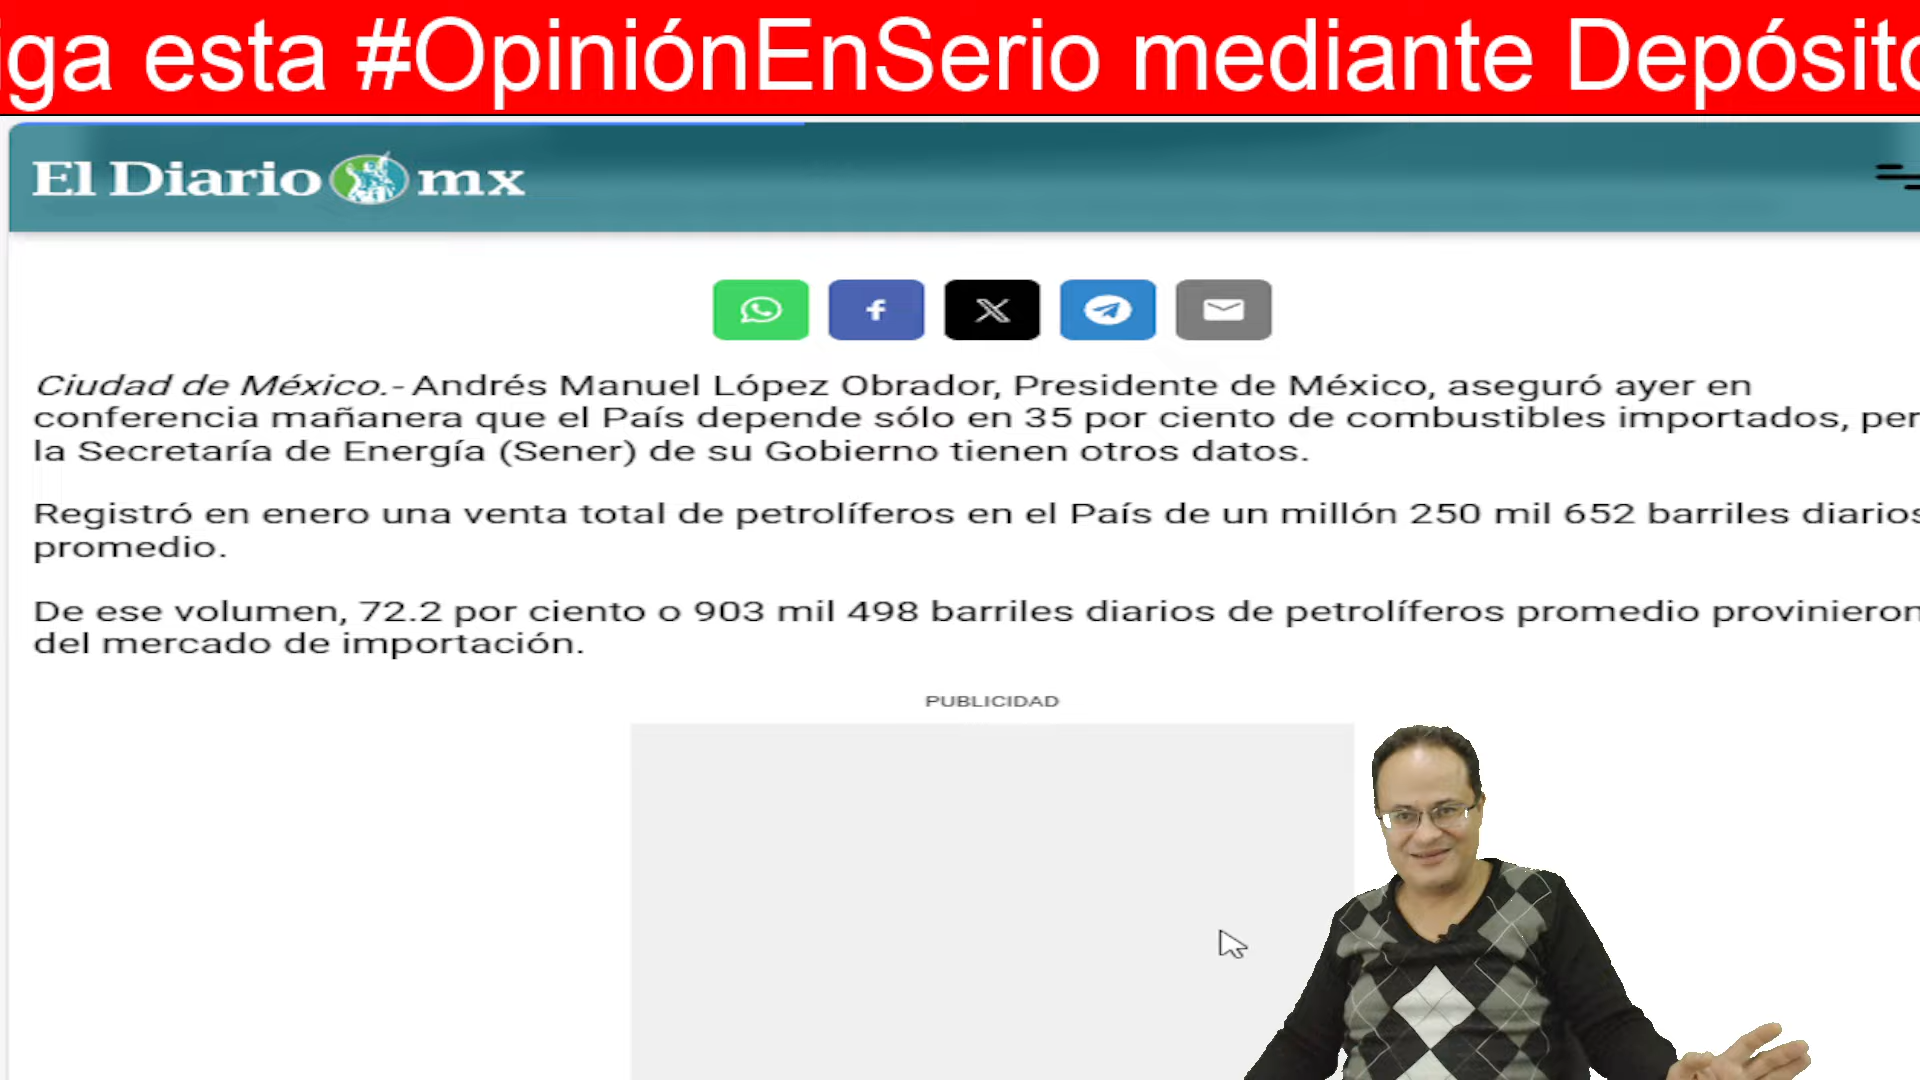 iga esta #OpiniónEnSerio mediante Depósito
El Diario mx
Ciudad de México.- Andrés Manuel López Obrador, Presidente de México, aseguró ayer en
conferencia mañanera que el País depende sólo en 35 por ciento de combustibles importados, per
la Secretaría de Energía (Sener) de su Gobierno tienen otros datos.
Registró en enero una venta total de petrolíferos en el País de un millón 250 mil 652 barriles diarios
promedio.
De ese volumen, 72.2 por ciento o 903 mil 498 barriles diarios de petrolíferos promedio provinieron
del mercado de importación.
PUBLICIDAD